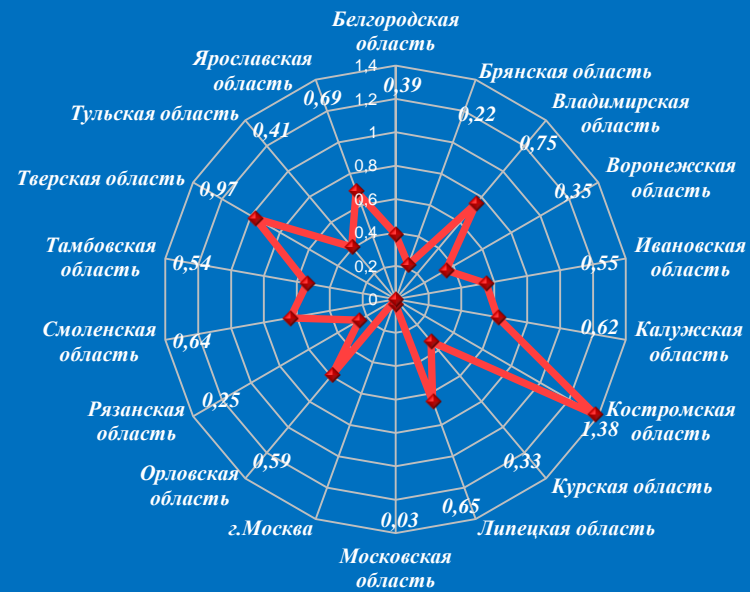 Белгородская
область
0,39
Брянская область
0,22
Владимирская
область
0,75
Воронежская
область
0,35
Ивановская
область
0,55
Калужская
область
0,62
Костромская
область
1,38
Курская область
0,33
Липецкая область
0,65
Московская
область
0,03
г.Москва
Орловская
область
0,59
Рязанская
область
0,25
Смоленская
область
0,64
Тамбовская
область
0,54
Тверская область
0,97
Тульская область
0,41
Ярославская
область
0,69
1,4
1,2
1
0,8
0,6
0,4
0,2
0